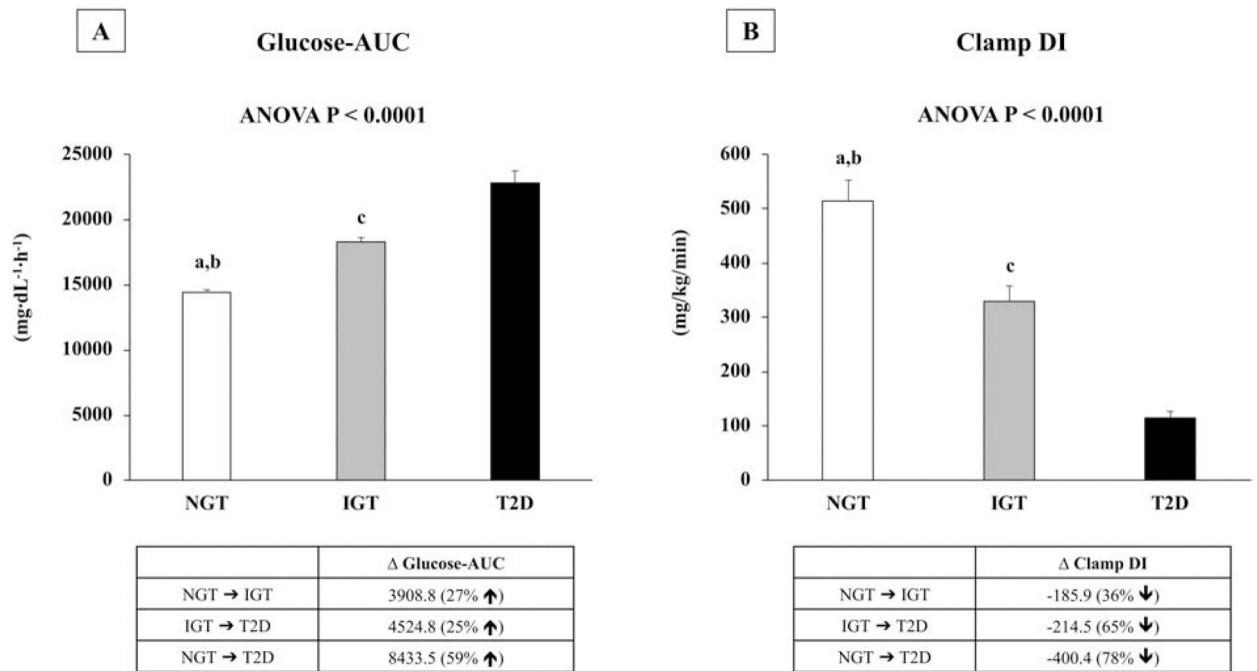 A
Glucose-AUC
ANOVA P < 0.0001
(mg·dL⁻¹·h⁻¹)
25000
20000
15000
10000
5000
0
a,b
c
NGT IGT T2D
Δ Glucose-AUC
NGT ➔ IGT 3908.8 (27% 🡹)
IGT ➔ T2D 4524.8 (25% 🡹)
NGT ➔ T2D 8433.5 (59% 🡹)
B
Clamp DI
ANOVA P < 0.0001
(mg/kg/min)
600
500
400
300
200
100
0
a,b
c
NGT IGT T2D
Δ Clamp DI
NGT ➔ IGT -185.9 (36% 🡻)
IGT ➔ T2D -214.5 (65% 🡻)
NGT ➔ T2D -400.4 (78% 🡻)